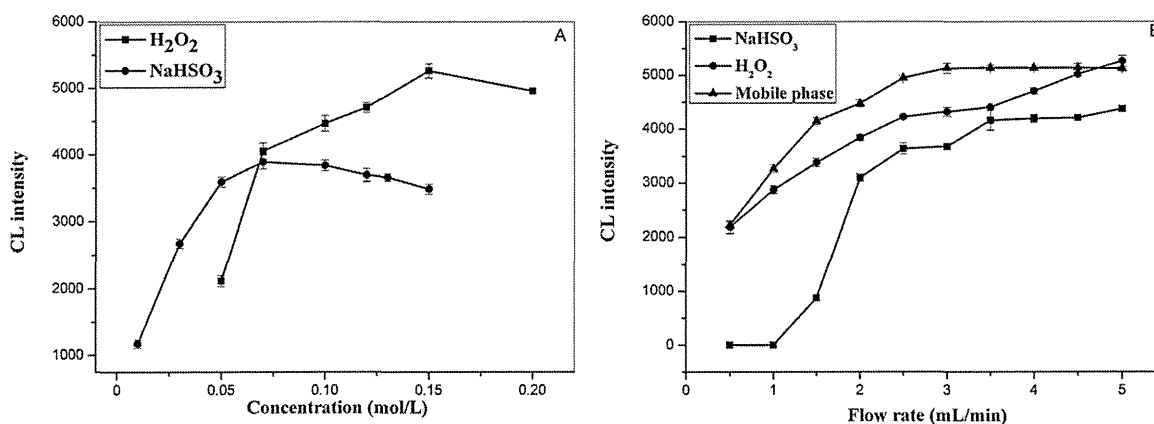 A
H₂O₂
NaHSO₃
CL intensity
6000
5000
4000
3000
2000
1000
0
0.05
0.10
0.15
0.20
Concentration (mol/L)
NaHSO₃
H₂O₂
Mobile phase
CL intensity
6000
5000
4000
3000
2000
1000
0
0
1
2
3
4
5
Flow rate (mL/min)